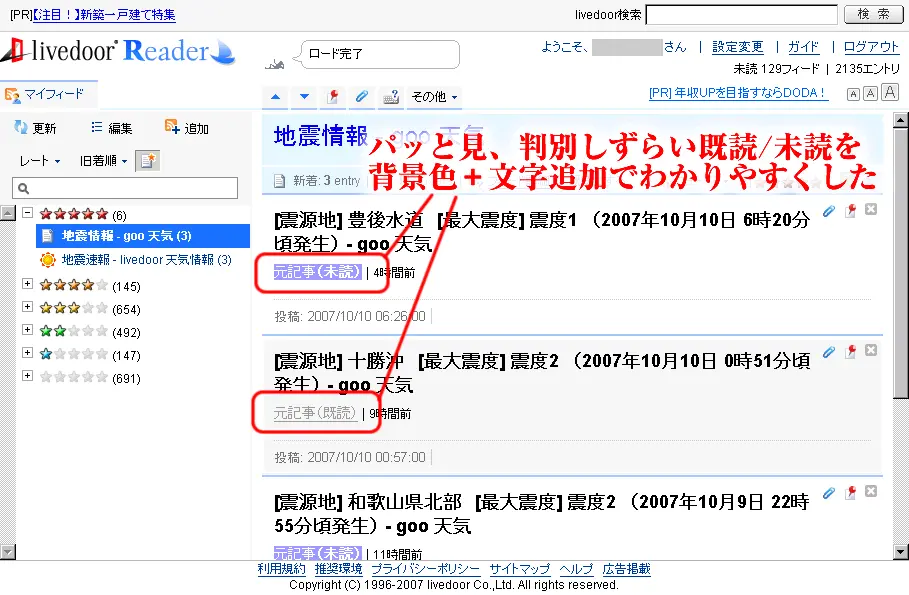 [PR]【注目！】新築一戸建て特集
livedoor検索
検 索
livedoor Reader
ロード完了
ようこそ、 さん | 設定変更 | ガイド | ログアウト
未読 129フィード | 2135エントリ
マイフィード
その他
[PR] 年収UPを目指すならDODA！
A A A
更新 編集 追加
レート 旧着順
地震情報 - goo 天気
パッと見、判別しずらい既読/未読を
背景色＋文字追加でわかりやすくした
新着: 3 entry
(6)
地震情報 - goo 天気 (3)
地震速報 - livedoor 天気情報 (3)
(145)
(654)
(492)
(147)
(691)
[震源地] 豊後水道 [最大震度] 震度1 （2007年10月10日 6時20分
頃発生） - goo 天気
元記事(未読) | 4時間前
投稿: 2007/10/10 06:26:00
[震源地] 十勝沖 [最大震度] 震度2 （2007年10月10日 0時51分頃
発生） - goo 天気
元記事(既読) | 9時間前
投稿: 2007/10/10 00:57:00
[震源地] 和歌山県北部 [最大震度] 震度2 （2007年10月9日 22時
55分頃発生） - goo 天気
元記事(未読) | 11時間前
利用規約 推奨環境 プライバシーポリシー サイトマップ ヘルプ 広告掲載
Copyright (C) 1996-2007 livedoor Co.,Ltd. All rights reserved.